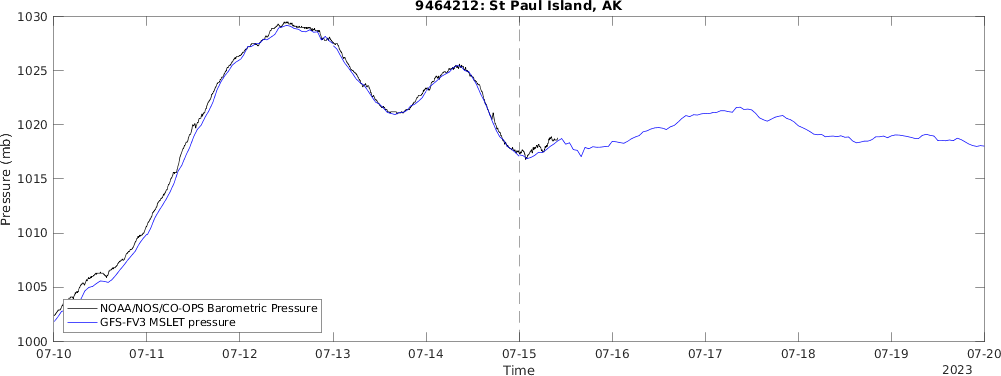 9464212: St Paul Island, AK
Pressure (mb)
1030
1025
1020
1015
1010
1005
1000
NOAA/NOS/CO-OPS Barometric Pressure
GFS-FV3 MSLET pressure
07-10 07-11 07-12 07-13 07-14 07-15 07-16 07-17 07-18 07-19 07-20
Time
2023